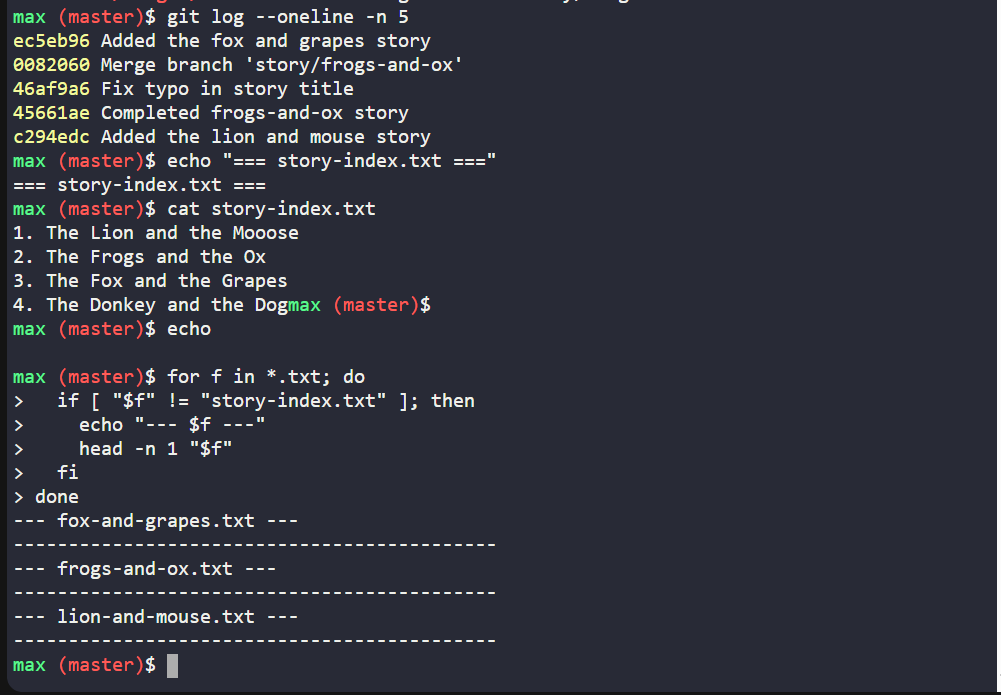 max (master)$ git log --oneline -n 5
ec5eb96 Added the fox and grapes story
0082060 Merge branch 'story/frogs-and-ox'
46af9a6 Fix typo in story title
45661ae Completed frogs-and-ox story
c294edc Added the lion and mouse story
max (master)$ echo "=== story-index.txt ==="
=== story-index.txt ===
max (master)$ cat story-index.txt
1. The Lion and the Mooose
2. The Frogs and the Ox
3. The Fox and the Grapes
4. The Donkey and the Dogmax (master)$
max (master)$ echo

max (master)$ for f in *.txt; do
>   if [ "$f" != "story-index.txt" ]; then
>     echo "--- $f ---"
>     head -n 1 "$f"
>   fi
> done
--- fox-and-grapes.txt ---
--------------------------------------------
--- frogs-and-ox.txt ---
--------------------------------------------
--- lion-and-mouse.txt ---
--------------------------------------------
max (master)$